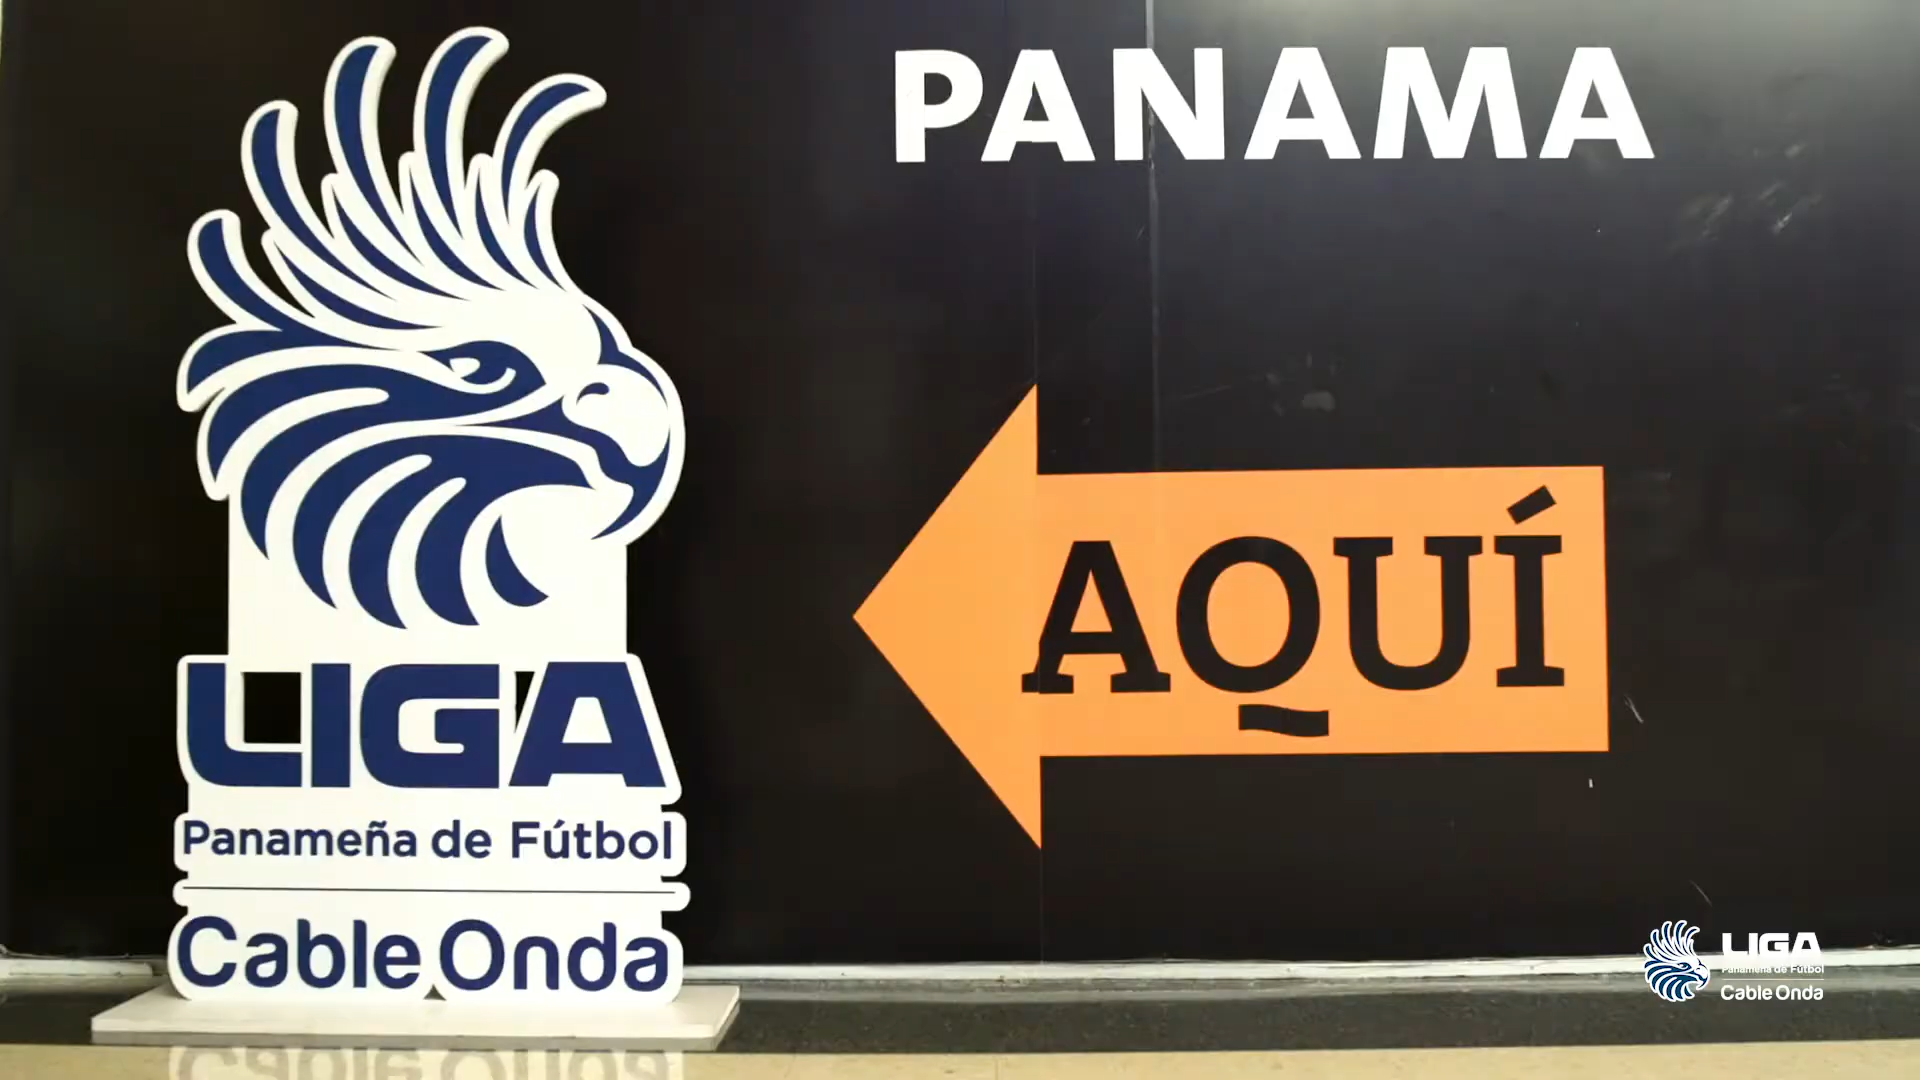 PANAMA
AQUÍ
LIGA
Panameña de Fútbol
Cable Onda
LIGA
Panameña de Fútbol
Cable Onda